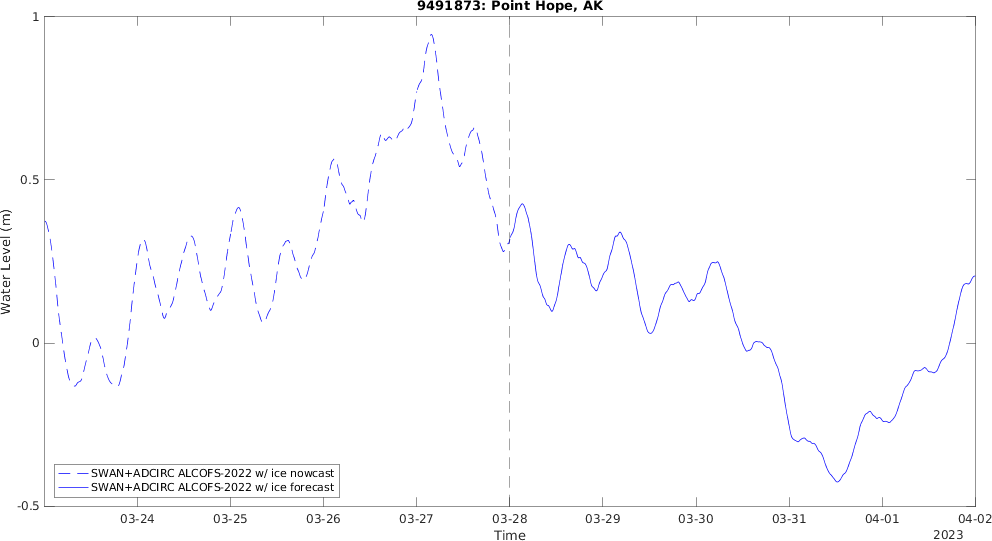 9491873: Point Hope, AK
1
0.5
0
-0.5
Water Level (m)
SWAN+ADCIRC ALCOFS-2022 w/ ice nowcast
SWAN+ADCIRC ALCOFS-2022 w/ ice forecast
03-24 03-25 03-26 03-27 03-28 03-29 03-30 03-31 04-01 04-02
Time
2023